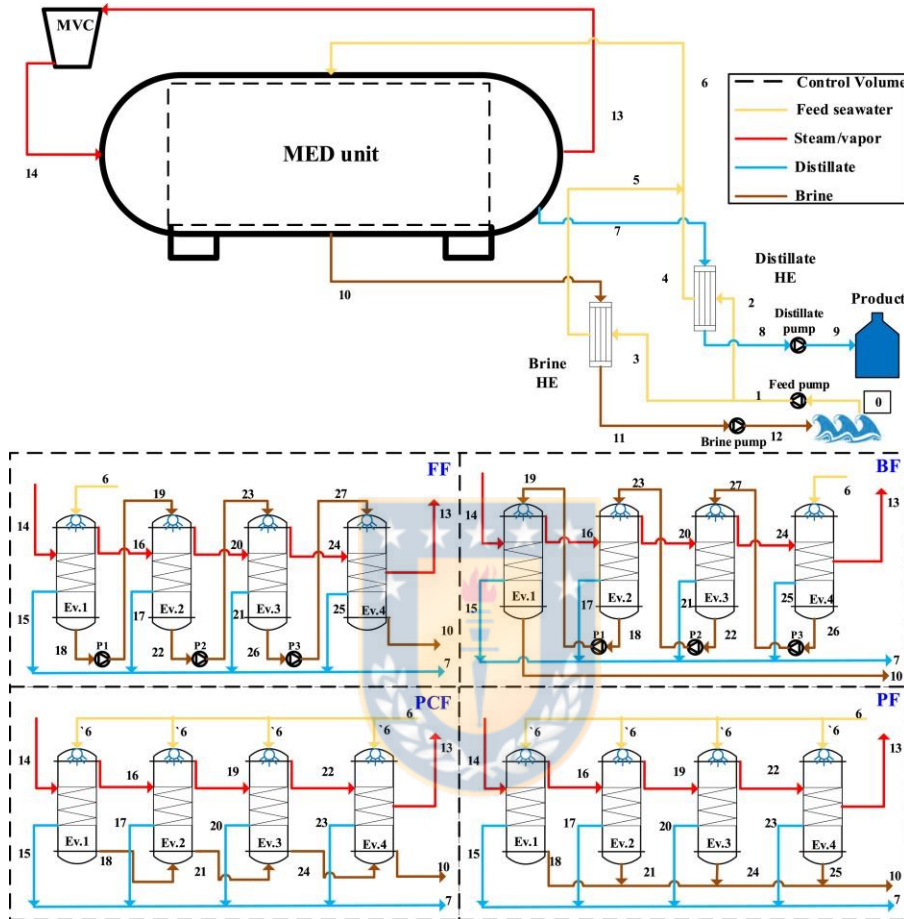 MVC
6
Control Volume
Feed seawater
Steam/vapor
Distillate
Brine
13
MED unit
14
5
7
10
4
Distillate
HE
2
Product
Distillate
pump
8
9
3
Brine
HE
Feed pump
1
0
11
Brine pump
12
FF
6
19
23
27
13
14
16
20
24
15
17
21
25
Ev.1
Ev.2
Ev.3
Ev.4
10
18
P1
22
P2
26
P3
7
BF
19
23
27
6
13
14
16
20
24
15
17
21
25
Ev.1
Ev.2
Ev.3
Ev.4
P1
18
P2
22
P3
26
7
10
PCF
6
`6
`6
`6
`6
13
14
16
19
22
15
17
20
23
Ev.1
Ev.2
Ev.3
Ev.4
18
21
24
10
7
PF
6
`6
`6
`6
`6
13
14
16
19
22
15
17
20
23
Ev.1
Ev.2
Ev.3
Ev.4
18
21
24
25
10
7